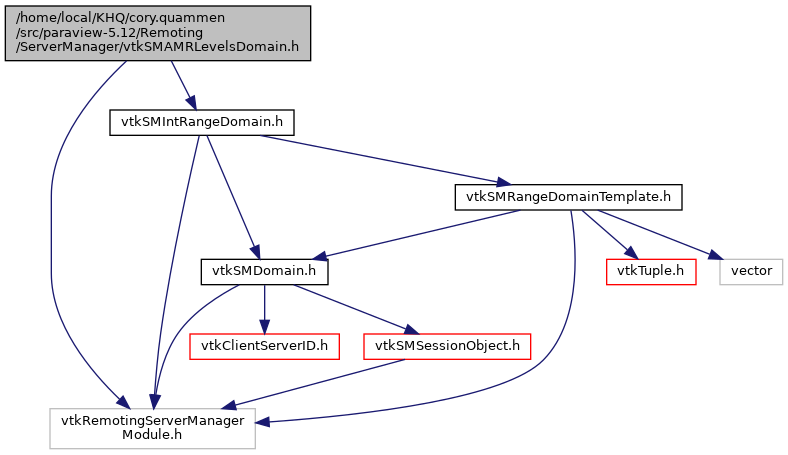 /home/local/KHQ/cory.quammen
/src/paraview-5.12/Remoting
/ServerManager/vtkSMAMRLevelsDomain.h
vtkSMIntRangeDomain.h
vtkSMRangeDomainTemplate.h
vtkSMDomain.h
vtkTuple.h
vector
vtkClientServerID.h
vtkSMSessionObject.h
vtkRemotingServerManager
Module.h